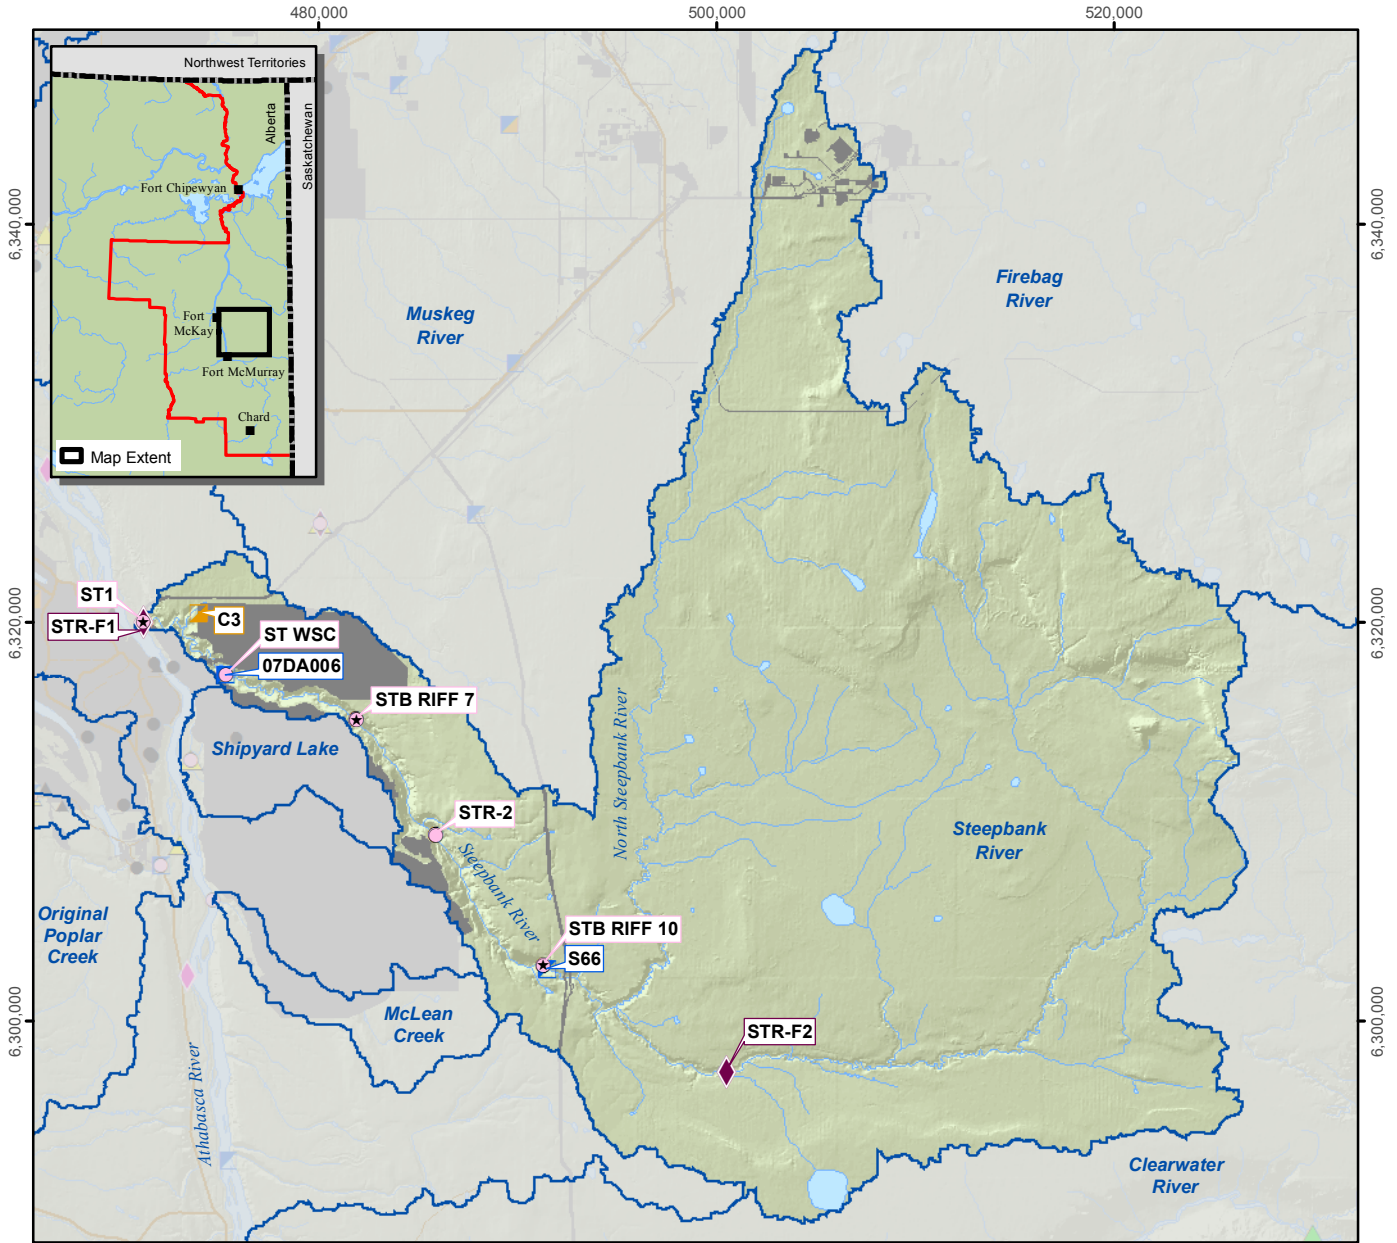 480,000
500,000
520,000
Northwest Territories
Alberta
Saskatchewan
Fort Chipewyan
Fort
McKay
Fort McMurray
Chard
Map Extent
6,340,000
6,340,000
Muskeg
River
Firebag
River
ST1
STR-F1
C3
6,320,000
6,320,000
ST WSC
07DA006
STB RIFF 7
Shipyard Lake
North Steepbank River
STR-2
Steepbank River
Steepbank
River
Original
Poplar
Creek
STB RIFF 10
S66
McLean
Creek
6,300,000
6,300,000
STR-F2
Athabasca River
Clearwater
River